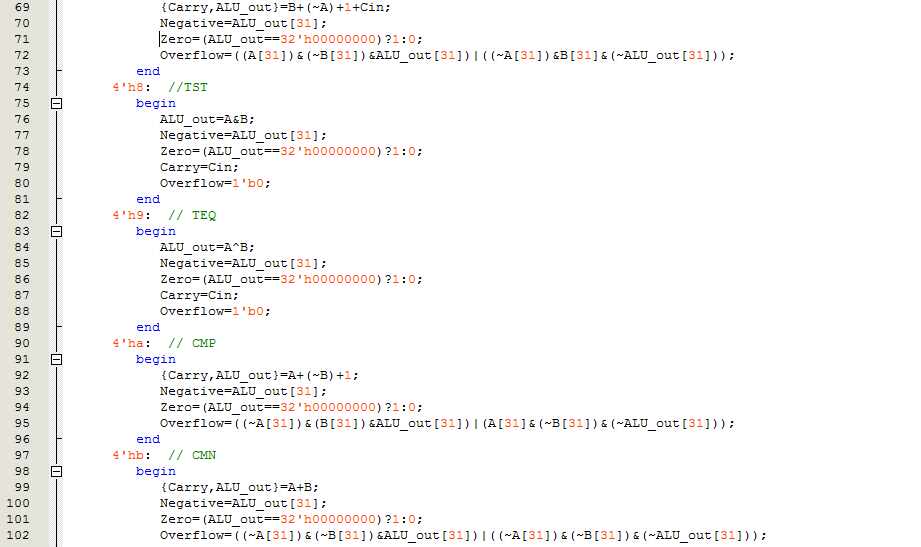 69 {Carry,ALU_out}=B+(~A)+1+Cin;
70 Negative=ALU_out[31];
71 Zero=(ALU_out==32'h00000000)?1:0;
72 Overflow=((A[31])&(~B[31])&ALU_out[31])|((~A[31])&B[31]&(~ALU_out[31]));
73 end
74 4'h8: //TST
75 begin
76 ALU_out=A&B;
77 Negative=ALU_out[31];
78 Zero=(ALU_out==32'h00000000)?1:0;
79 Carry=Cin;
80 Overflow=1'b0;
81 end
82 4'h9: // TEQ
83 begin
84 ALU_out=A^B;
85 Negative=ALU_out[31];
86 Zero=(ALU_out==32'h00000000)?1:0;
87 Carry=Cin;
88 Overflow=1'b0;
89 end
90 4'ha: // CMP
91 begin
92 {Carry,ALU_out}=A+(~B)+1;
93 Negative=ALU_out[31];
94 Zero=(ALU_out==32'h00000000)?1:0;
95 Overflow=((~A[31])&(B[31])&ALU_out[31])|(A[31]&(~B[31])&(~ALU_out[31]));
96 end
97 4'hb: // CMN
98 begin
99 {Carry,ALU_out}=A+B;
100 Negative=ALU_out[31];
101 Zero=(ALU_out==32'h00000000)?1:0;
102 Overflow=((~A[31])&(~B[31])&ALU_out[31])|((~A[31])&(~B[31])&(~ALU_out[31]));